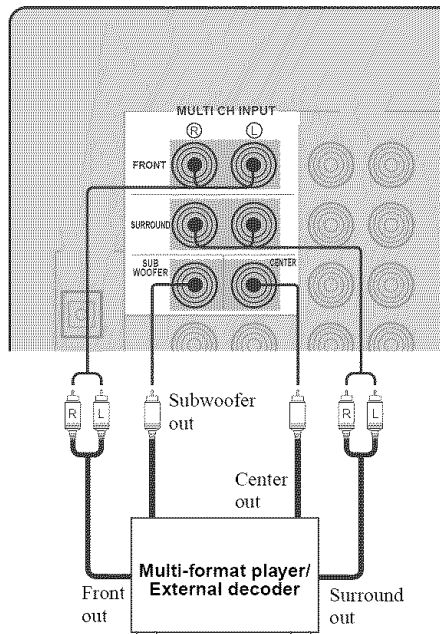 MULTI CH INPUT
R L
FRONT
SURROUND
SUB
WOOFER
CENTER
R L
Subwoofer
out
R L
Center
out
Multi-format player/
External decoder
Front
out
Surround
out